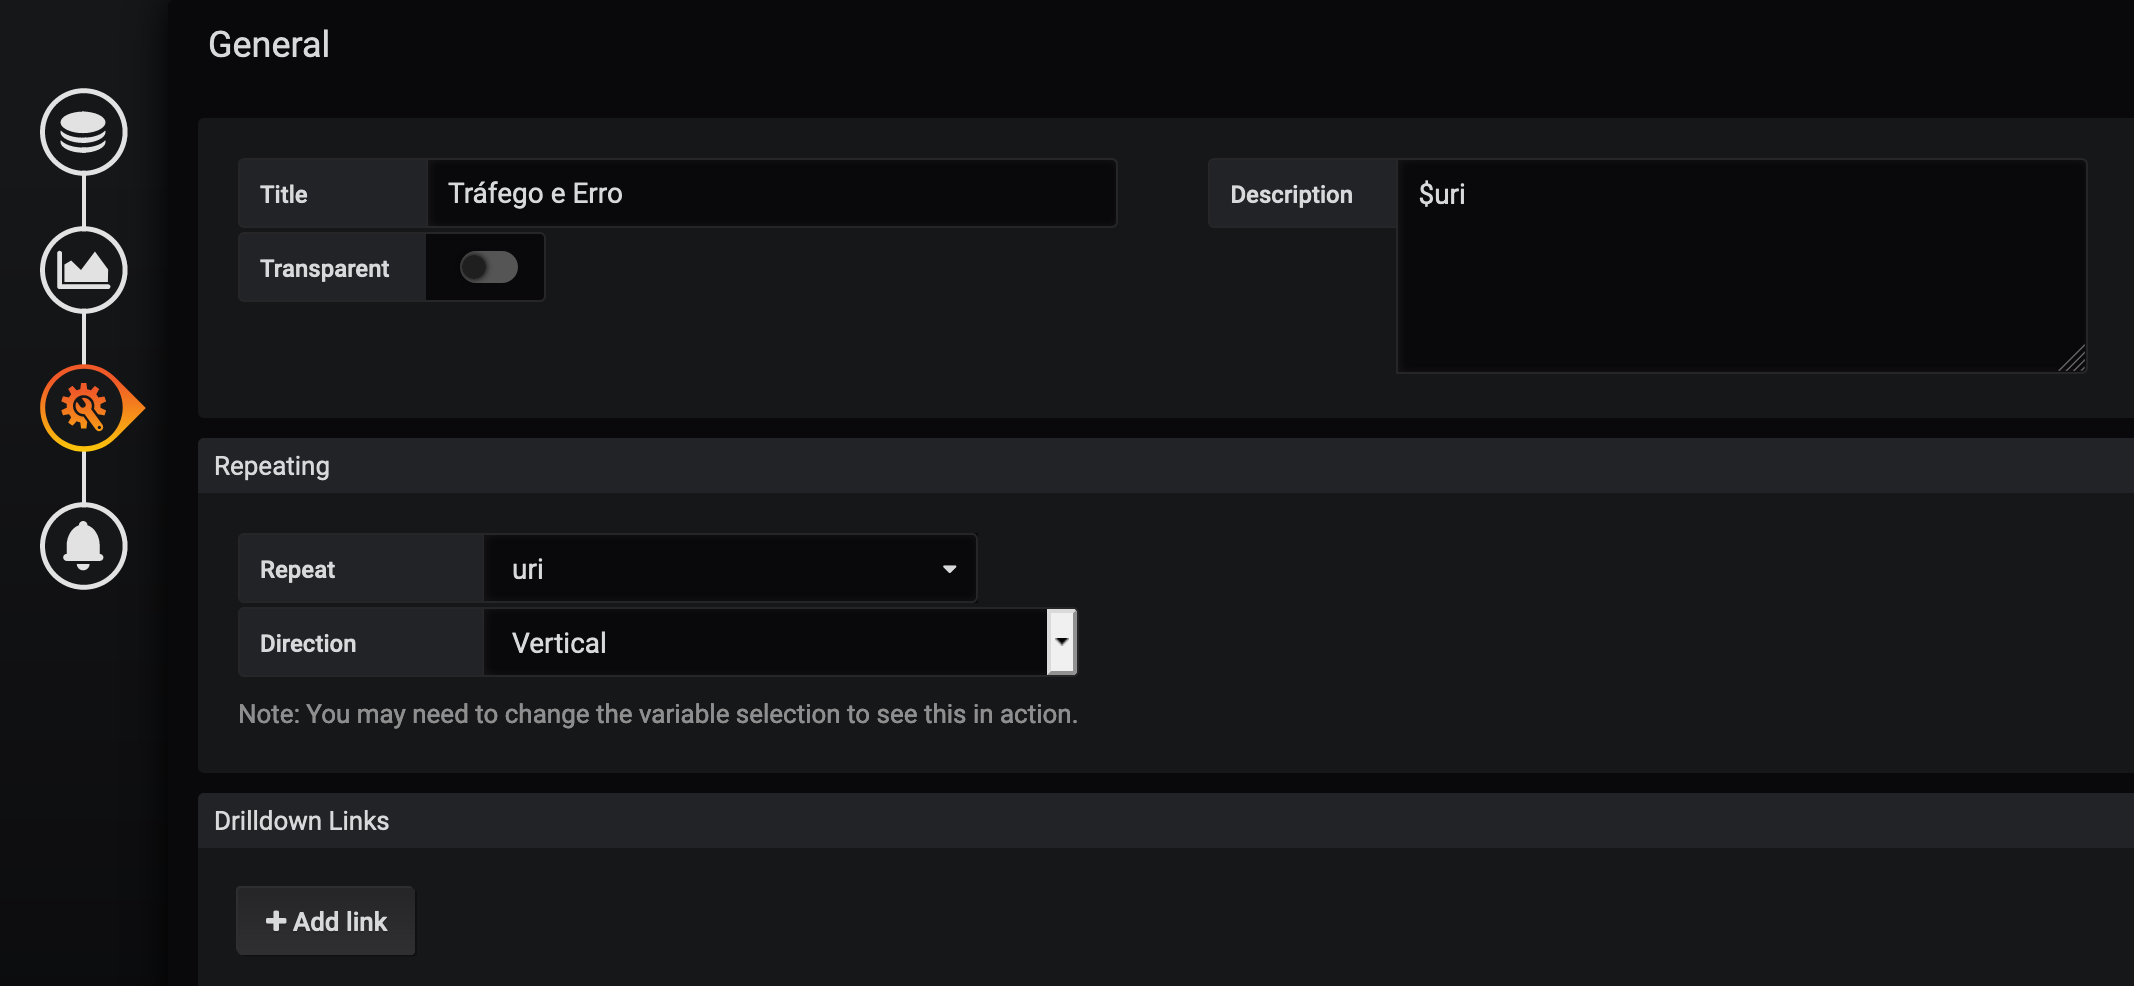 General
Title
Tráfego e Erro
Description
$uri
Transparent
Repeating
Repeat
uri
Direction
Vertical
Note: You may need to change the variable selection to see this in action.
Drilldown Links
+ Add link